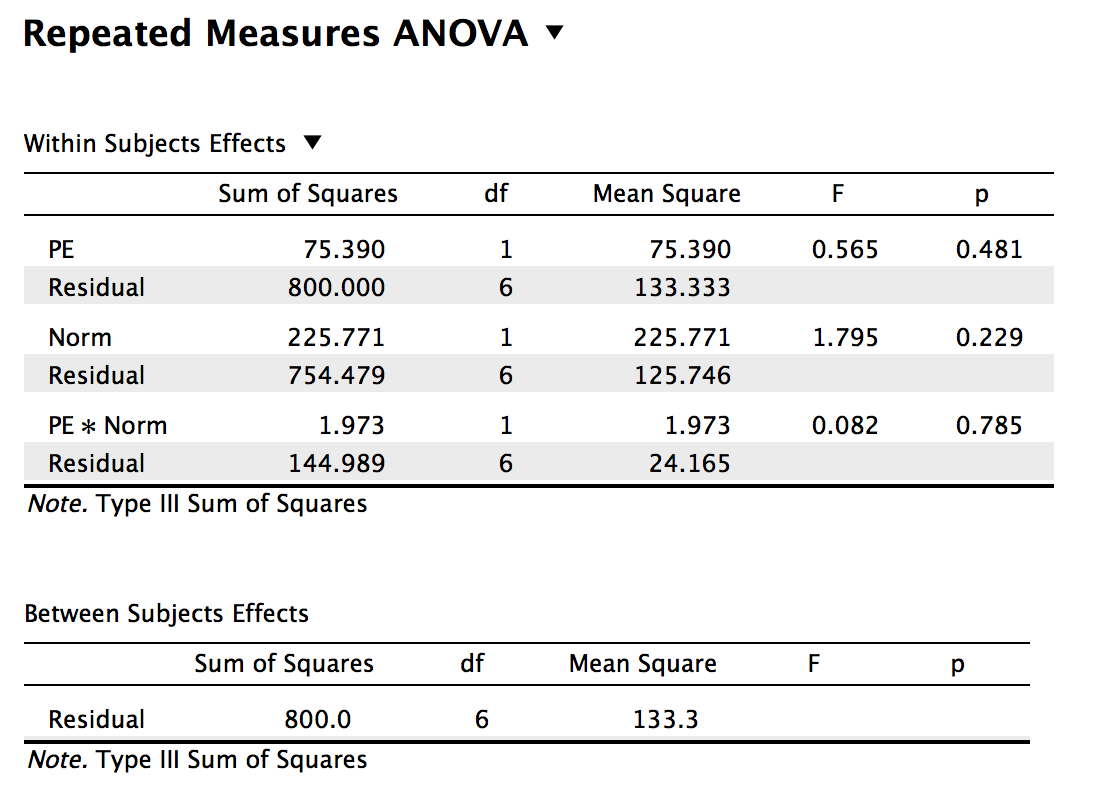 Repeated Measures ANOVA ▼
Within Subjects Effects ▼
Sum of Squares df Mean Square F p
PE 75.390 1 75.390 0.565 0.481
Residual 800.000 6 133.333
Norm 225.771 1 225.771 1.795 0.229
Residual 754.479 6 125.746
PE ∗ Norm 1.973 1 1.973 0.082 0.785
Residual 144.989 6 24.165
Note. Type III Sum of Squares
Between Subjects Effects
Sum of Squares df Mean Square F p
Residual 800.0 6 133.3
Note. Type III Sum of Squares